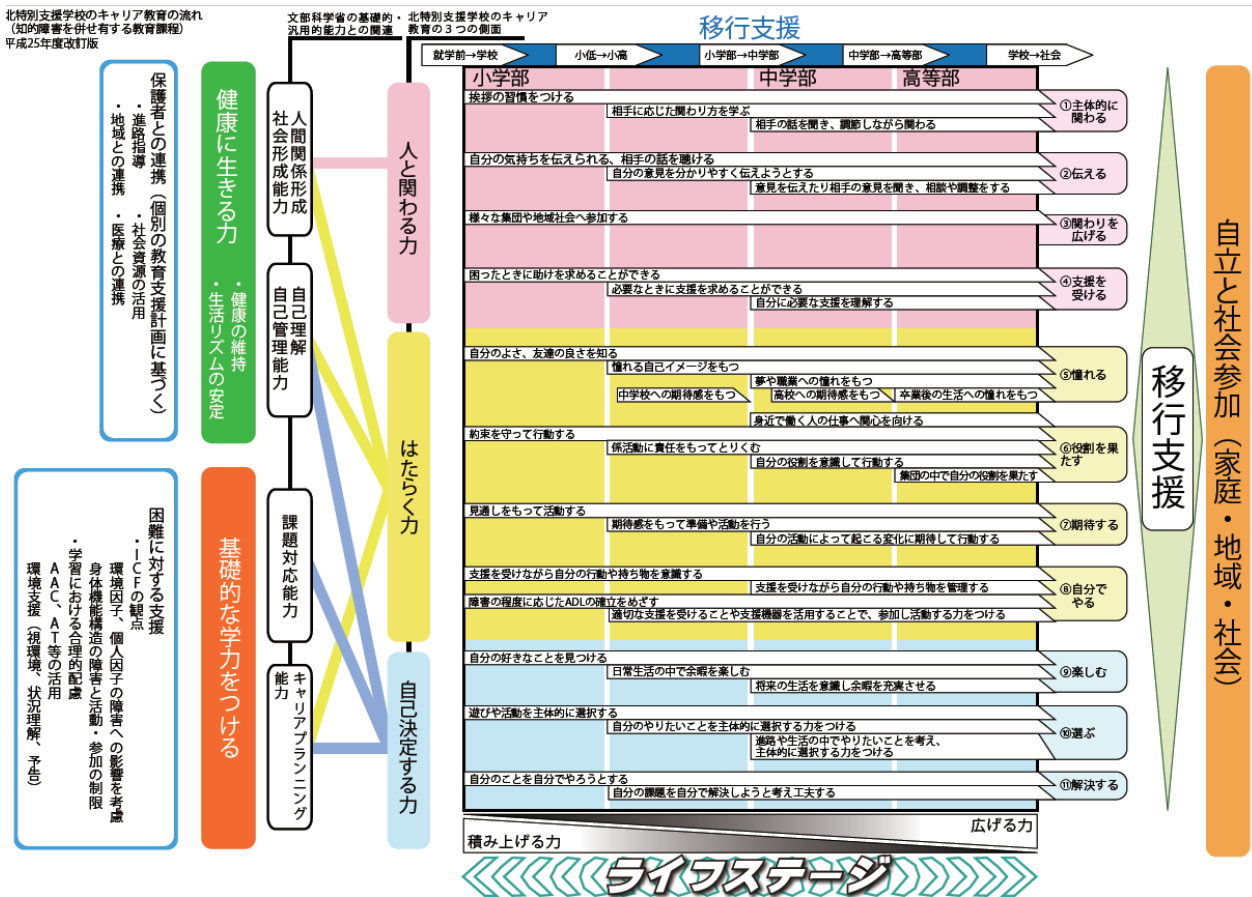 北特別支援学校のキャリア教育の流れ
（知的障害を併せ有する教育課程）
平成25年度改訂版
文部科学省の基礎的・
汎用的能力との関連
北特別支援学校のキャリア
教育の３つの側面
移行支援
就学前→学校
小低→小高
小学部→中学部
中学部→高等部
学校→社会
保護者との連携（個別の教育支援計画に基づく）
・進路指導　・社会資源の活用
・地域との連携　・医療との連携
困難に対する支援
・ICFの観点
環境因子、個人因子の障害への影響を考慮
身体機能構造の障害と活動・参加の制限
・学習における合理的配慮
AAC、AT等の活用
環境支援（視環境、状況理解、予告）
健康に生きる力
・健康の維持
・生活リズムの安定
基礎的な学力をつける
人間関係形成
社会形成能力
自己理解
自己管理能力
課題対応能力
キャリアプランニング
能力
人と関わる力
はたらく力
自己決定する力
小学部
中学部
高等部
挨拶の習慣をつける
相手に応じた関わり方を学ぶ
相手の話を聞き、調節しながら関わる
①主体的に
関わる
自分の気持ちを伝えられる、相手の話を聴ける
自分の意見を分かりやすく伝えようとする
意見を伝えたり相手の意見を聞き、相談や調整をする
②伝える
様々な集団や地域社会へ参加する
③関わりを
広げる
困ったときに助けを求めることができる
必要なときに支援を求めることができる
自分に必要な支援を理解する
④支援を
受ける
自分のよさ、友達の良さを知る
憧れる自己イメージをもつ
夢や職業への憧れをもつ
中学校への期待感をもつ
高校への期待感をもつ
卒業後の生活への憧れをもつ
身近で働く人の仕事へ関心を向ける
⑤憧れる
約束を守って行動する
係活動に責任をもってとりくむ
自分の役割を意識して行動する
集団の中で自分の役割を果たす
⑥役割を果
たす
見通しをもって活動する
期待感をもって準備や活動を行う
自分の活動によって起こる変化に期待して行動する
⑦期待する
支援を受けながら自分の行動や持ち物を意識する
支援を受けながら自分の行動や持ち物を管理する
障害の程度に応じたADLの確立をめざす
適切な支援を受けることや支援機器を活用することで、参加し活動する力をつける
⑧自分で
やる
自分の好きなことを見つける
日常生活の中で余暇を楽しむ
将来の生活を意識し余暇を充実させる
⑨楽しむ
遊びや活動を主体的に選択する
自分のやりたいことを主体的に選択する力をつける
進路や生活の中でやりたいことを考え、
主体的に選択する力をつける
⑩選ぶ
自分のことを自分でやろうとする
自分の課題を自分で解決しようと考え工夫する
⑪解決する
積み上げる力
広げる力
ライフステージ
移行支援
自立と社会参加（家庭・地域・社会）